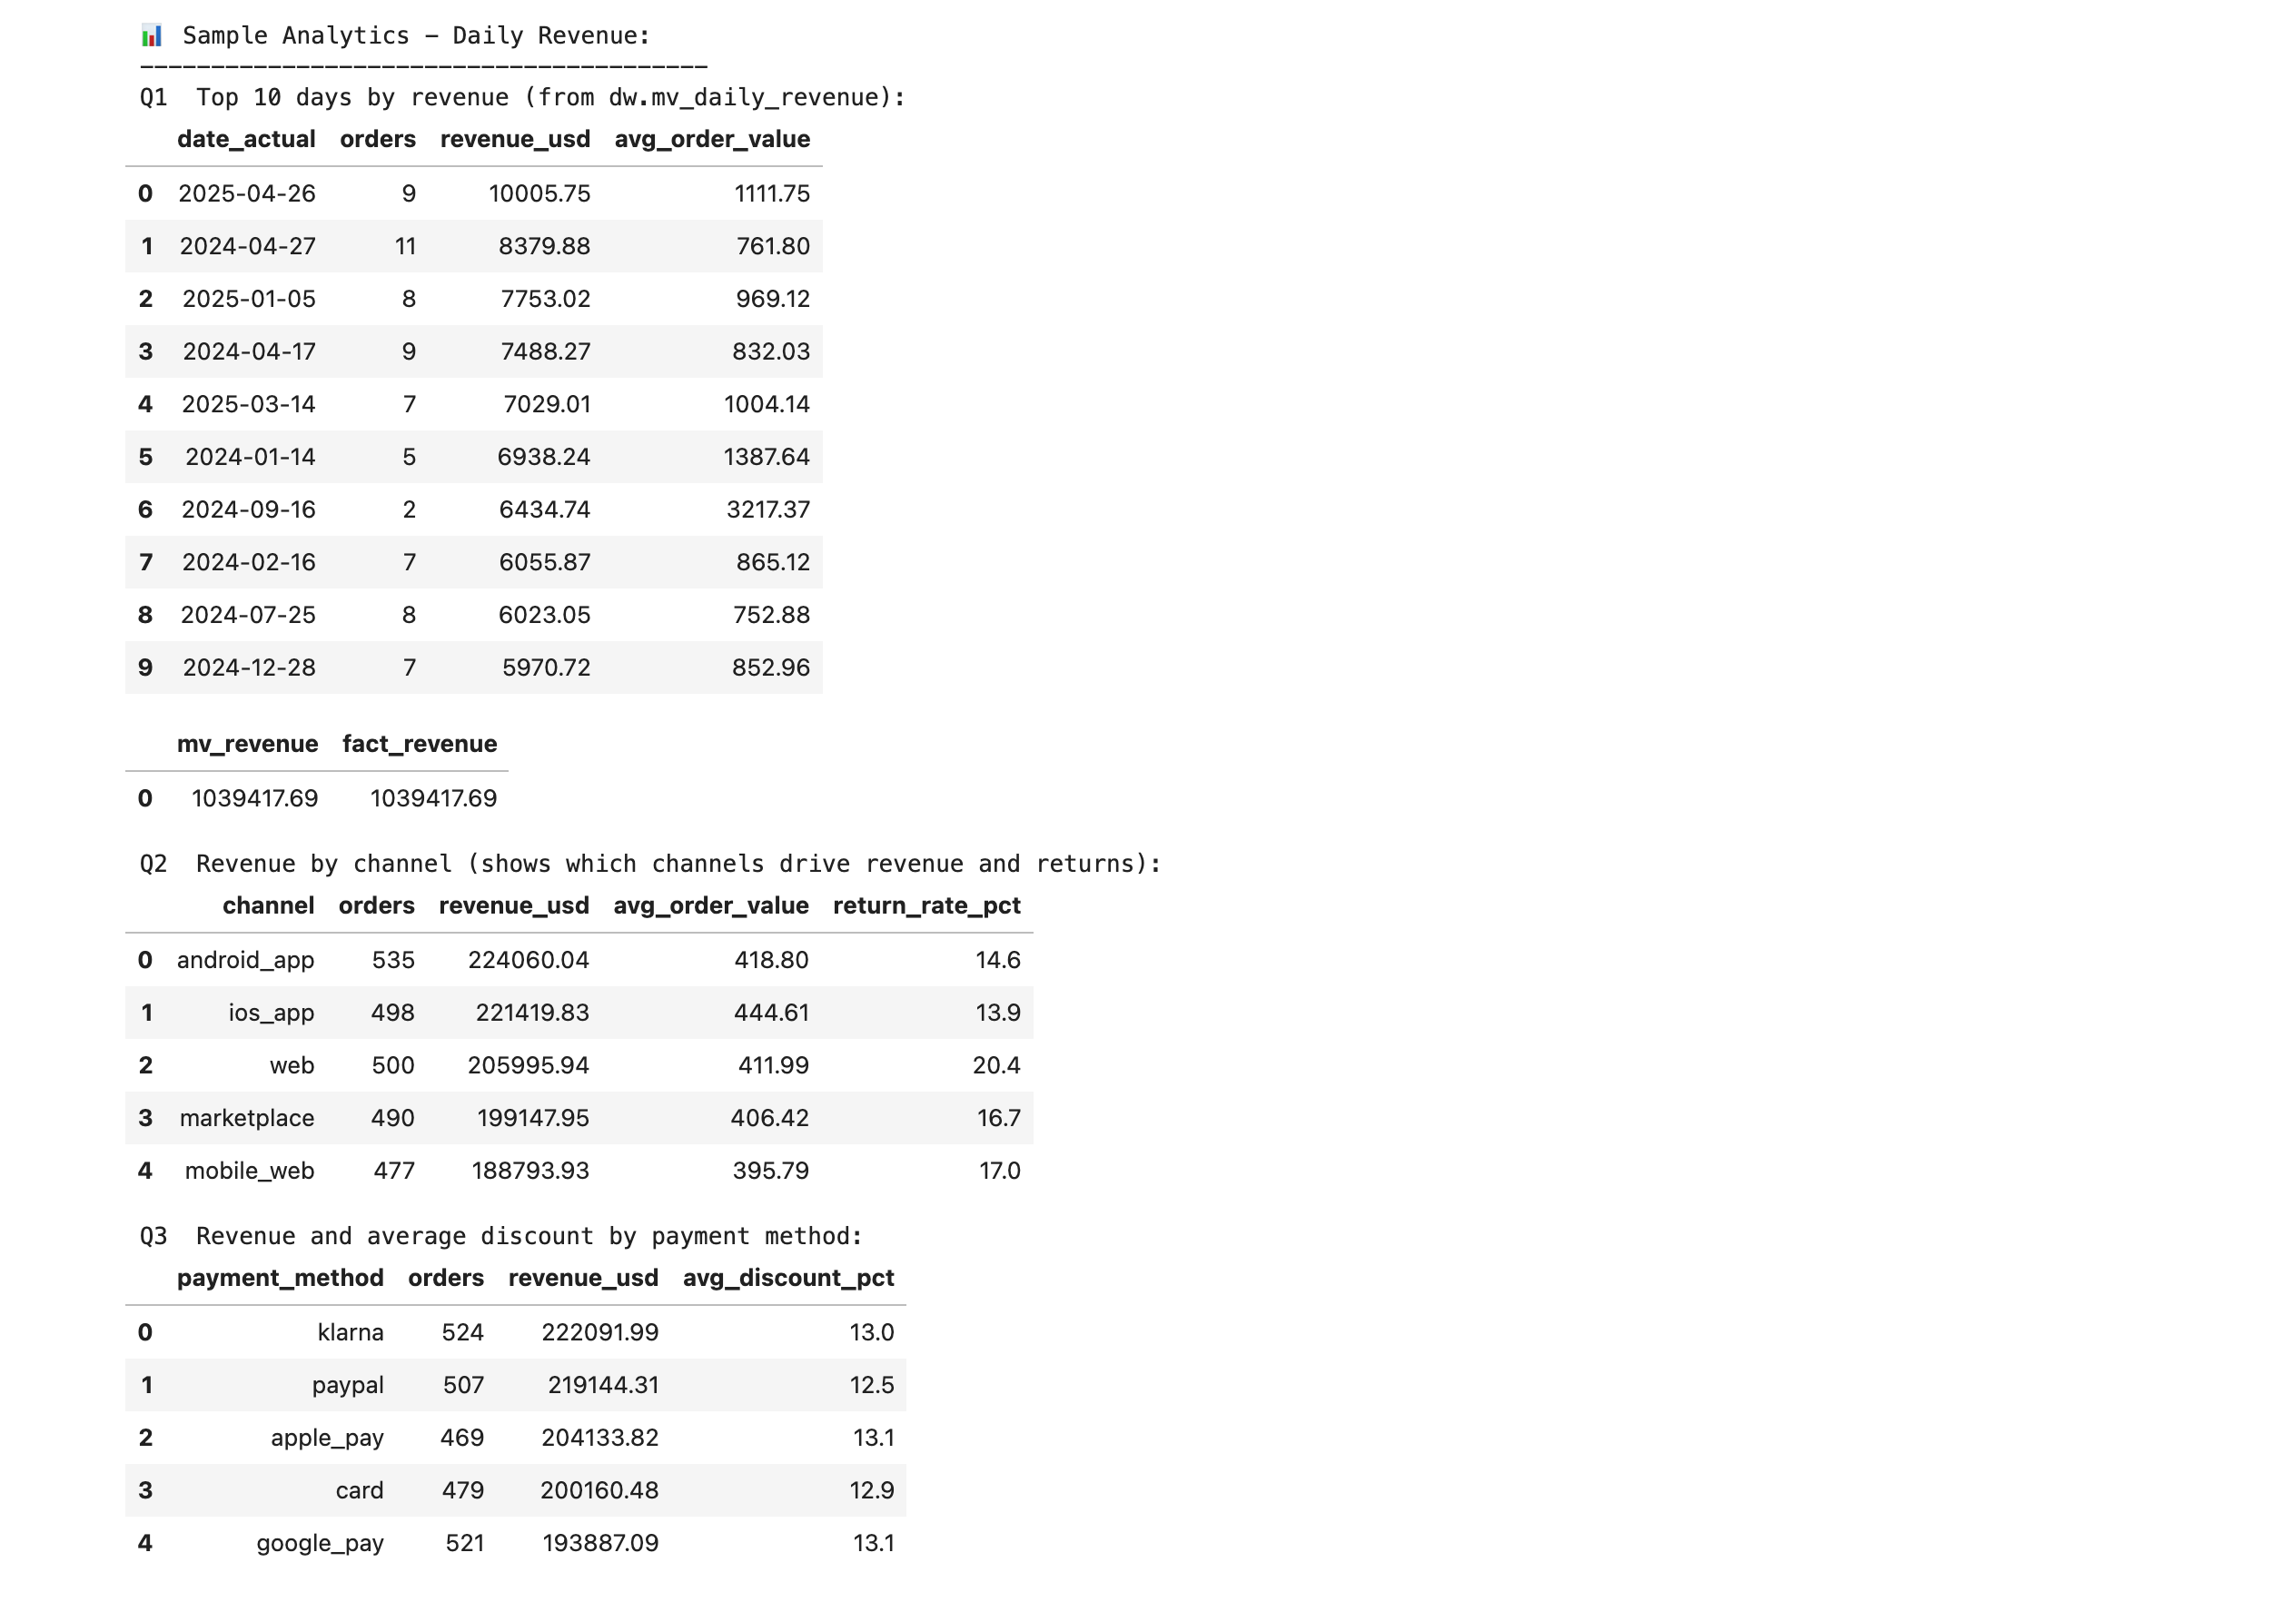 📊 Sample Analytics – Daily Revenue:
----------------------------------------
Q1  Top 10 days by revenue (from dw.mv_daily_revenue):
date_actual orders revenue_usd avg_order_value
0 2025-04-26 9 10005.75 1111.75
1 2024-04-27 11 8379.88 761.80
2 2025-01-05 8 7753.02 969.12
3 2024-04-17 9 7488.27 832.03
4 2025-03-14 7 7029.01 1004.14
5 2024-01-14 5 6938.24 1387.64
6 2024-09-16 2 6434.74 3217.37
7 2024-02-16 7 6055.87 865.12
8 2024-07-25 8 6023.05 752.88
9 2024-12-28 7 5970.72 852.96
mv_revenue fact_revenue
0 1039417.69 1039417.69
Q2  Revenue by channel (shows which channels drive revenue and returns):
channel orders revenue_usd avg_order_value return_rate_pct
0 android_app 535 224060.04 418.80 14.6
1 ios_app 498 221419.83 444.61 13.9
2 web 500 205995.94 411.99 20.4
3 marketplace 490 199147.95 406.42 16.7
4 mobile_web 477 188793.93 395.79 17.0
Q3  Revenue and average discount by payment method:
payment_method orders revenue_usd avg_discount_pct
0 klarna 524 222091.99 13.0
1 paypal 507 219144.31 12.5
2 apple_pay 469 204133.82 13.1
3 card 479 200160.48 12.9
4 google_pay 521 193887.09 13.1